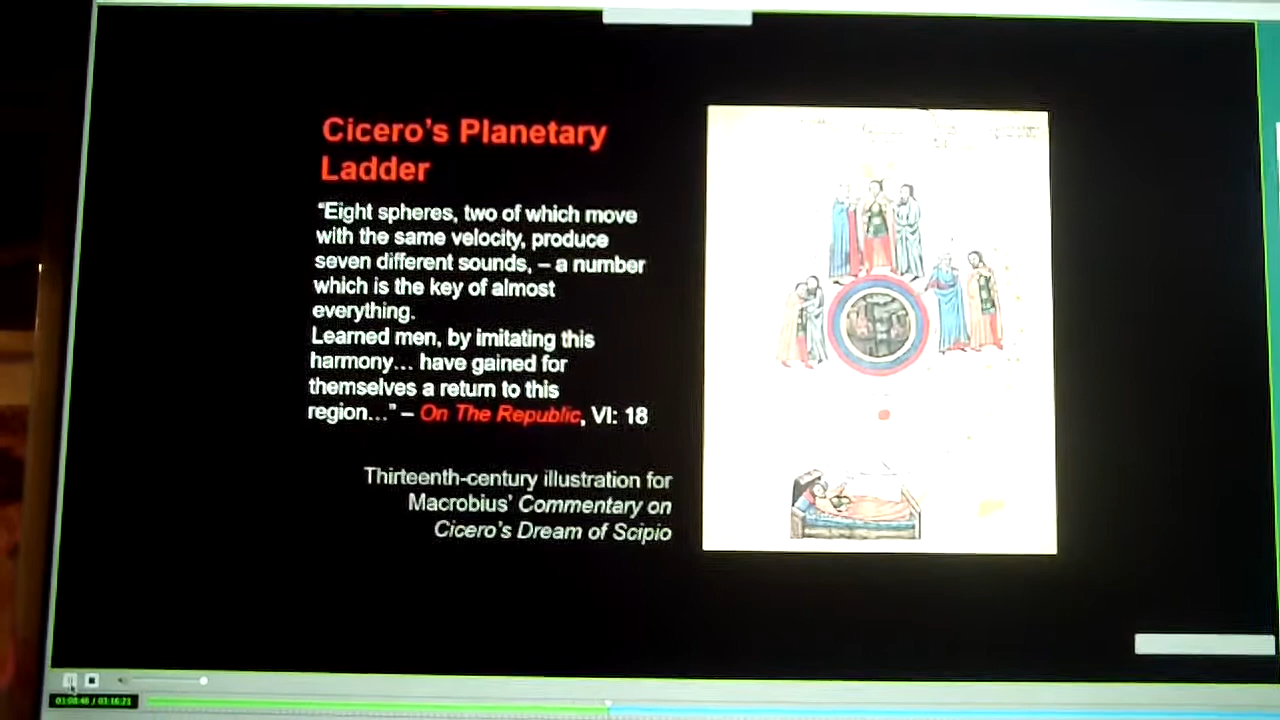 Cicero's Planetary
Ladder
"Eight spheres, two of which move
with the same velocity, produce
seven different sounds, – a number
which is the key of almost
everything.
Learned men, by imitating this
harmony… have gained for
themselves a return to this
region…" – On The Republic, VI: 18
Thirteenth-century illustration for
Macrobius' Commentary on
Cicero's Dream of Scipio